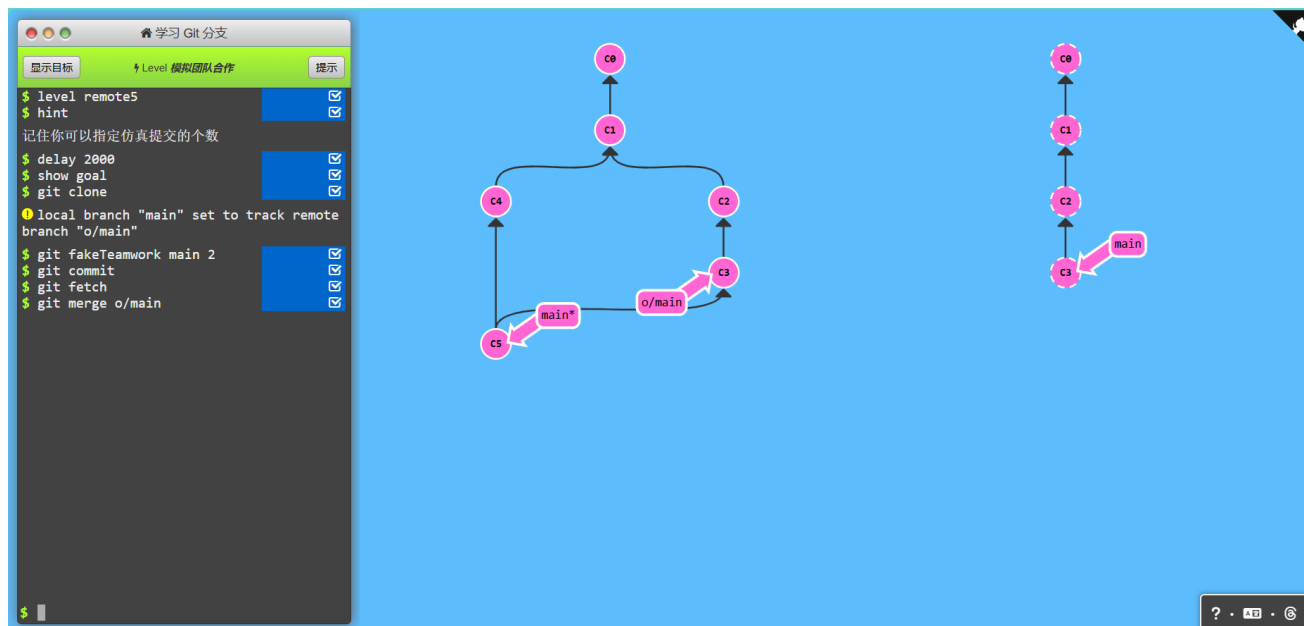 学习 Git 分支
显示目标
Level 模拟团队合作
提示
$ level remote5
$ hint
记住你可以指定仿真提交的个数
$ delay 2000
$ show goal
$ git clone
local branch "main" set to track remote
branch "o/main"
$ git fakeTeamwork main 2
$ git commit
$ git fetch
$ git merge o/main
$
C0
C1
C4
C2
C3
o/main
main*
C5
C0
C1
C2
main
C3
? · ·